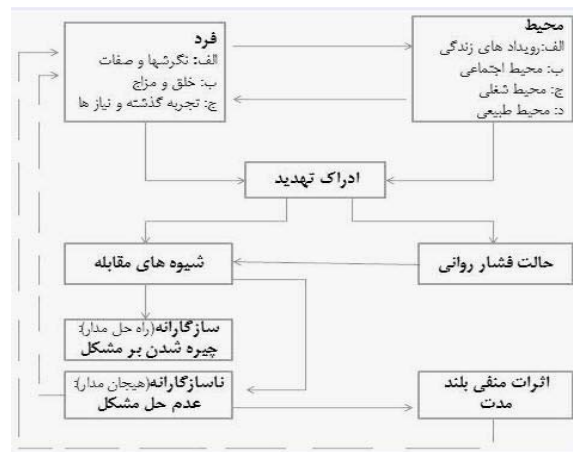 محیط
الف:رویداد های زندگی
ب: محیط اجتماعی
ج: محیط شغلی
د: محیط طبیعی
فرد
الف: نگرشها و صفات
ب: خلق و مزاج
ج: تجربه گذشته و نیاز ها
ادراک تهدید
حالت فشار روانی
شیوه های مقابله
سازگارانه(راه حل مدار):
چیره شدن بر مشکل
ناسازگارانه(هیجان مدار):
عدم حل مشکل
اثرات منفی بلند
مدت